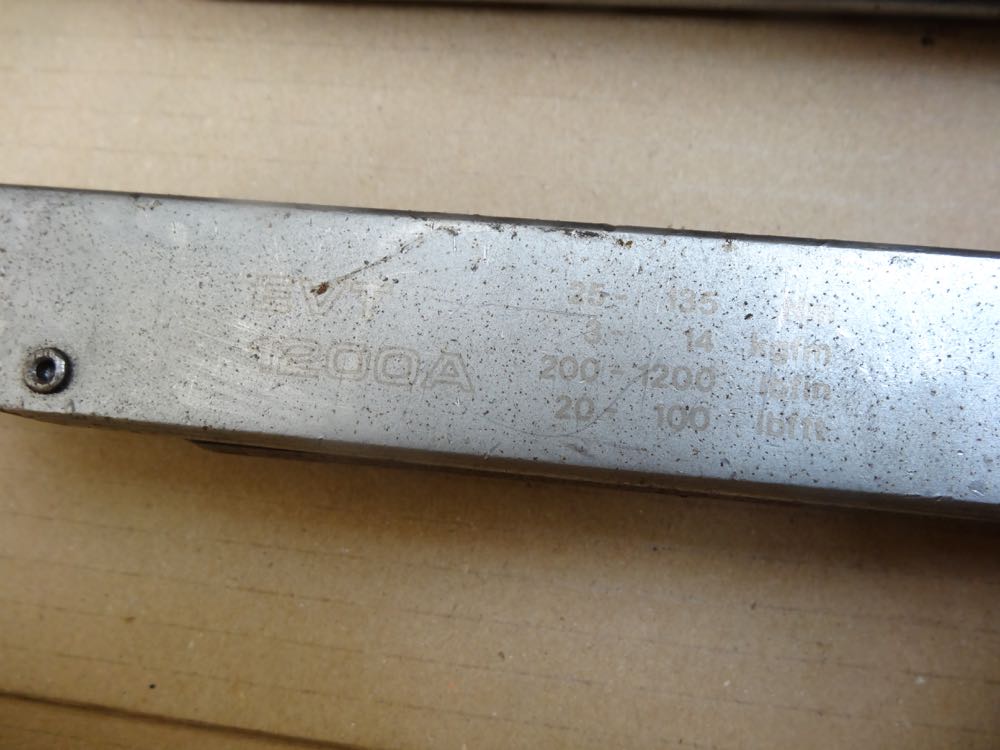 EVT
1200A
25 - 135 Nm
3 - 14 kgfm
200 - 1200 lbfin
20 - 100 lbfft